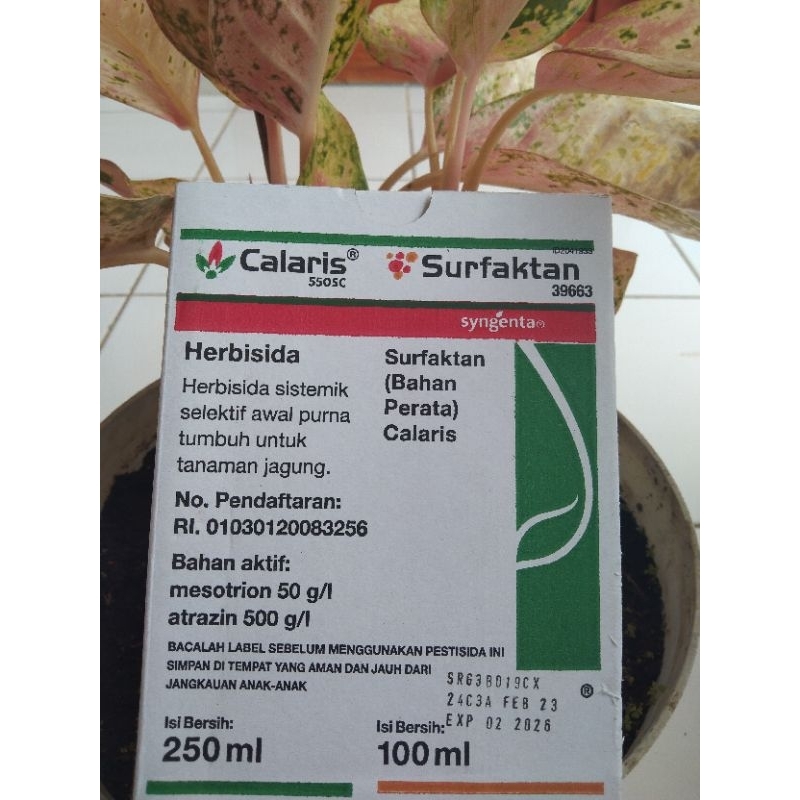 Calaris®
550SC
Surfaktan
39663
syngenta®
Herbisida
Herbisida sistemik
selektif awal purna
tumbuh untuk
tanaman jagung.
Surfaktan
(Bahan
Perata)
Calaris
No. Pendaftaran:
RI. 01030120083256
Bahan aktif:
mesotrion 50 g/l
atrazin 500 g/l
BACALAH LABEL SEBELUM MENGGUNAKAN PESTISIDA INI
SIMPAN DI TEMPAT YANG AMAN DAN JAUH DARI
JANGKAUAN ANAK-ANAK
SRG3B019CX
24C3A FEB 23
EXP 02 2026
®
Isi Bersih:
250 ml
Isi Bersih:
100 ml